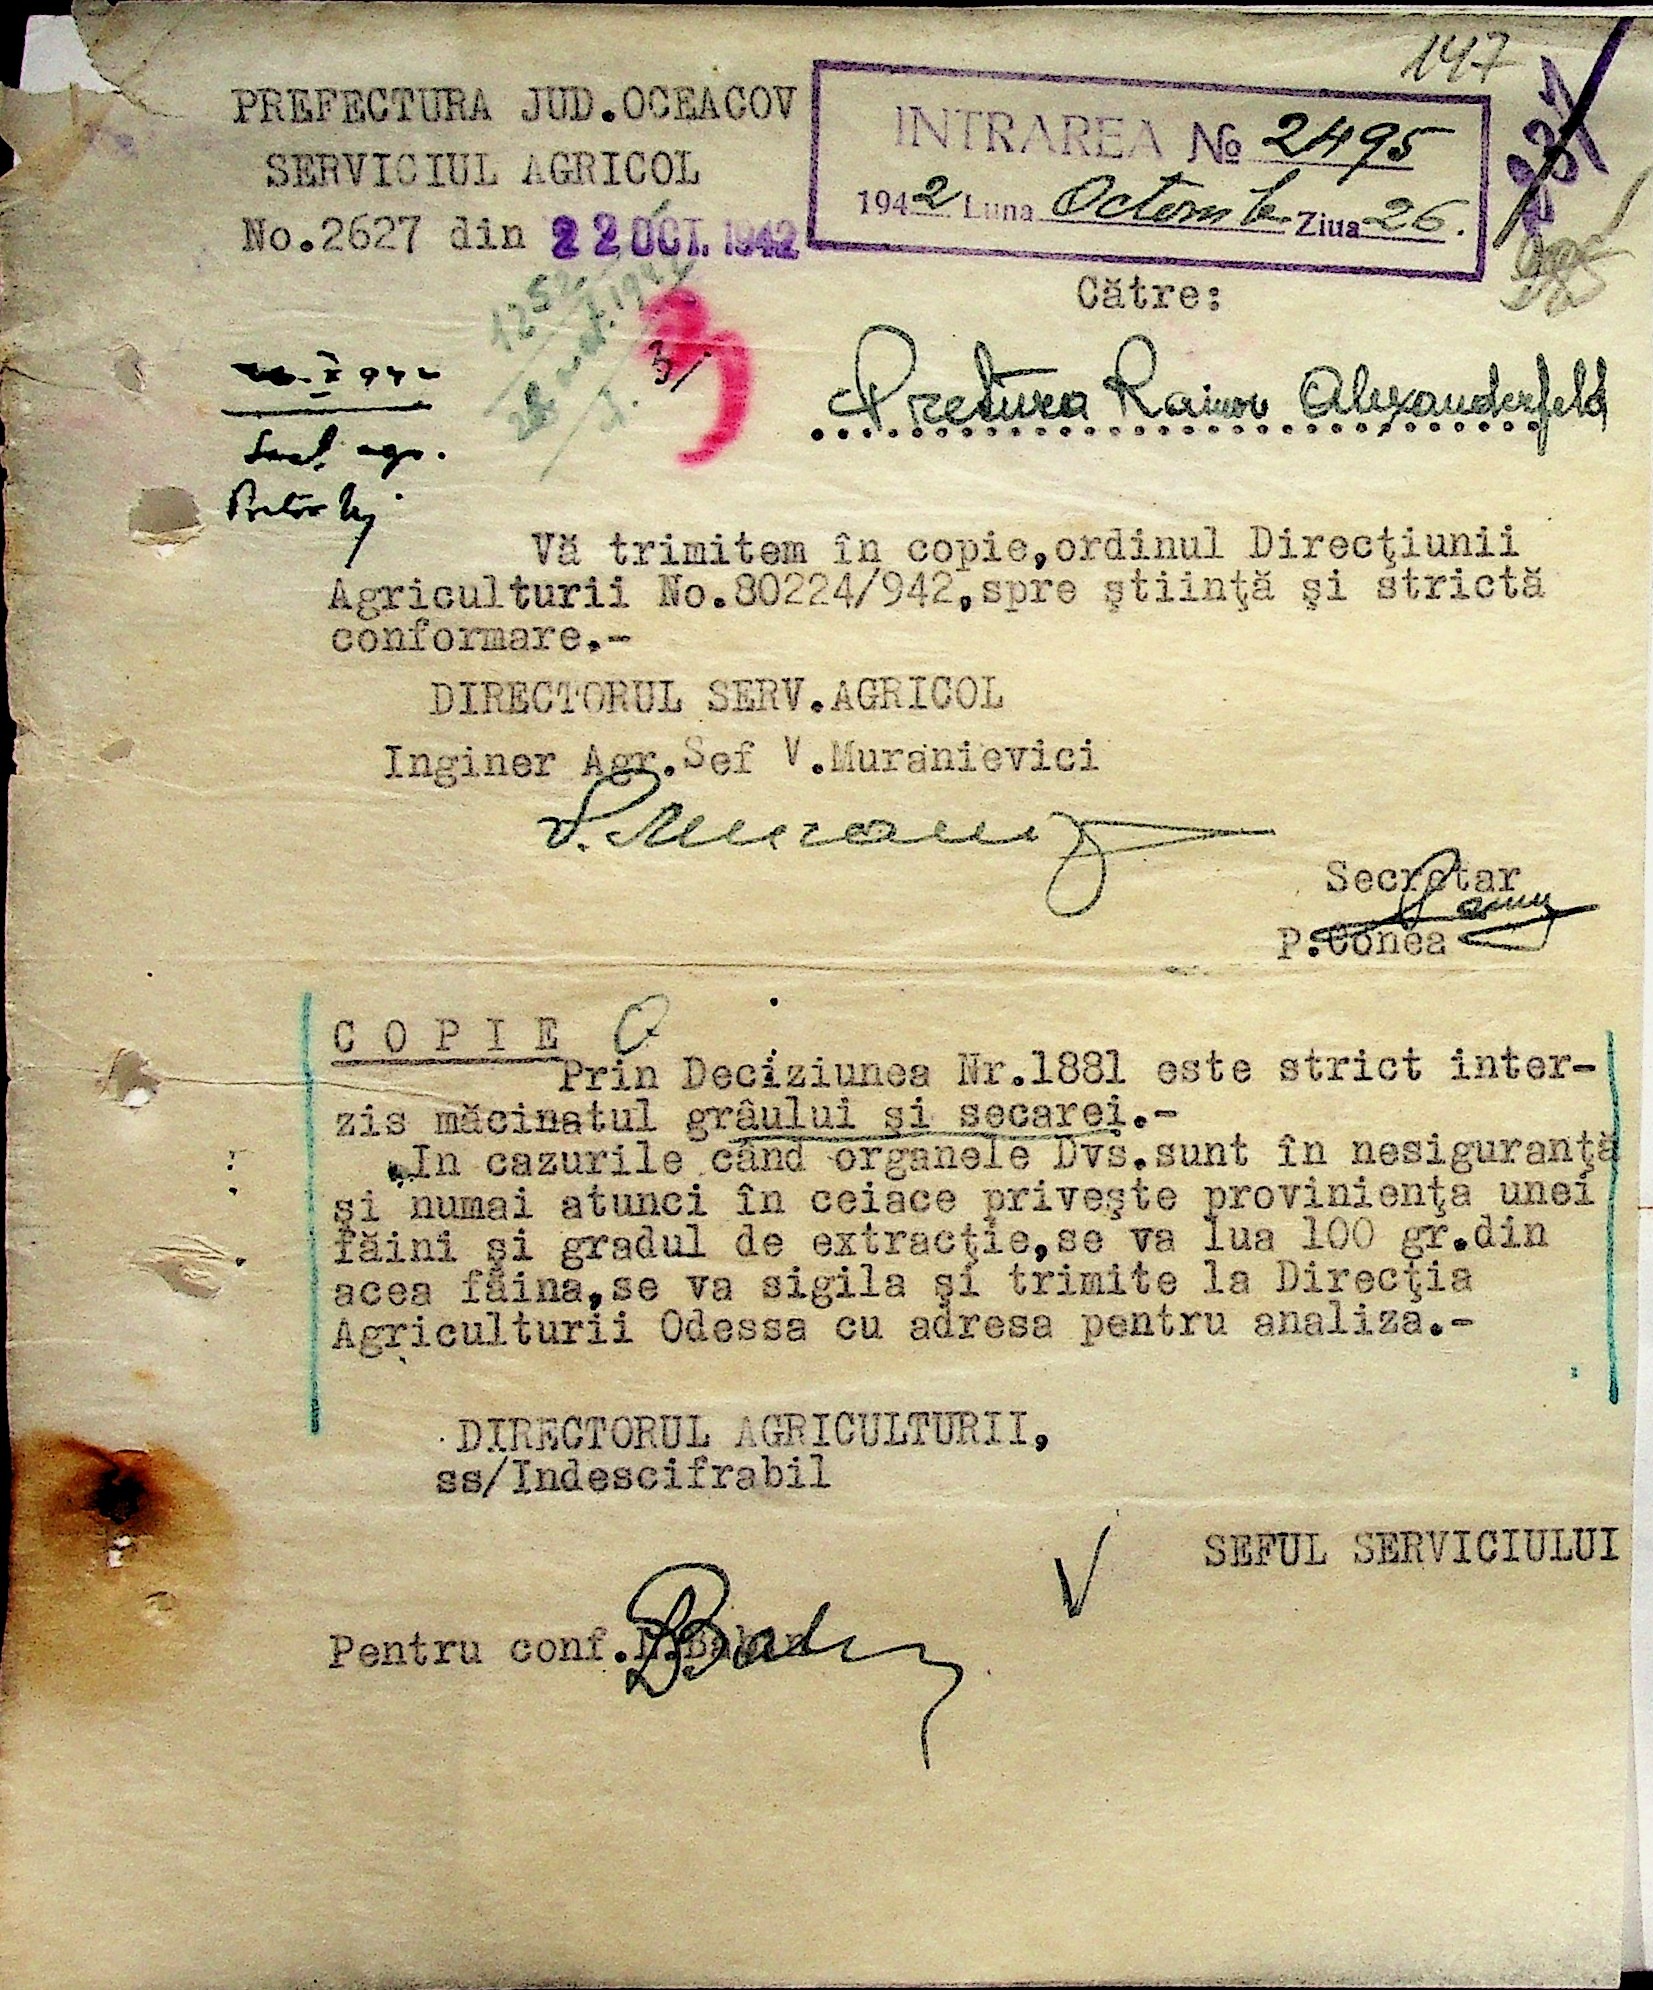 147
PREFECTURA JUD.OCEACOV
SERVICIUL AGRICOL
No.2627 din 22 OCT. 1942
INTRAREA No 2495
1942 Luna Octombr Ziua 26.
Către:
Pretura Raion Alexanderfeld
3/
Vă trimitem în copie,ordinul Direcţiunii
Agriculturii No.80224/942,spre ştiinţă şi strictă
conformare.-
DIRECTORUL SERV.AGRICOL
Inginer Agr.Sef V.Muranievici
Secretar
P.Conea
C O P I E
Prin Deciziunea Nr.1881 este strict inter-
zis măcinatul grâului şi secarei.-
In cazurile când organele Dvs.sunt în nesiguranţă
şi numai atunci în ceiace priveşte provinienţa unei
făini şi gradul de extracţie,se va lua 100 gr.din
acea făina,se va sigila şi trimite la Direcţia
Agriculturii Odessa cu adresa pentru analiza.-
DIRECTORUL AGRICULTURII,
ss/Indescifrabil
SEFUL SERVICIULUI
Pentru conf.